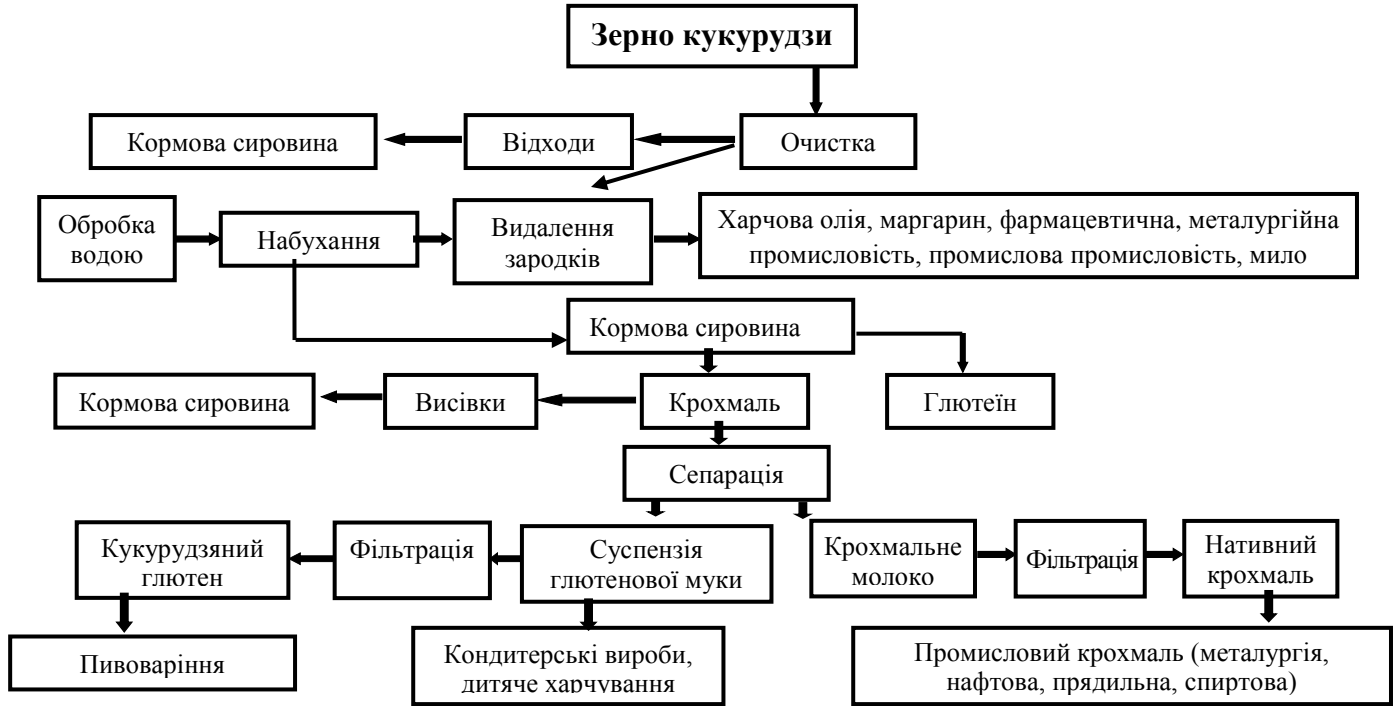 Зерно кукурудзи
Кормова сировина
Відходи
Очистка
Обробка
водою
Набухання
Видалення
зародків
Харчова олія, маргарин, фармацевтична, металургійна
промисловість, промислова промисловість, мило
Кормова сировина
Кормова сировина
Висівки
Крохмаль
Глютеїн
Сепарація
Кукурудзяний
глютен
Фільтрація
Суспензія
глютенової муки
Крохмальне
молоко
Фільтрація
Нативний
крохмаль
Пивоваріння
Кондитерські вироби,
дитяче харчування
Промисловий крохмаль (металургія,
нафтова, прядильна, спиртова)